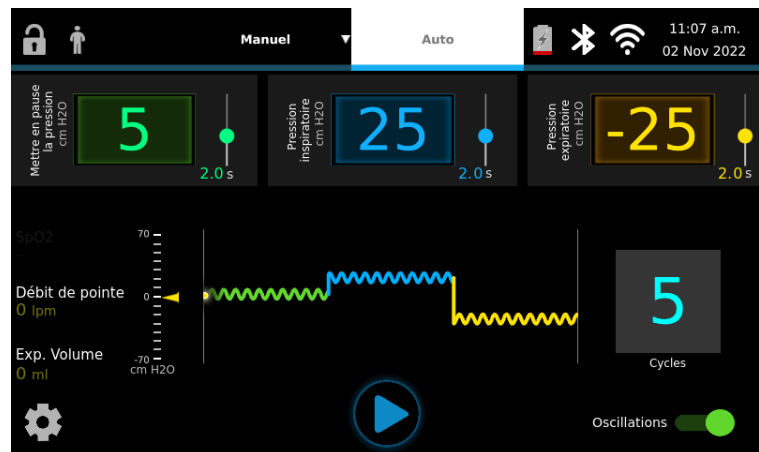 Manuel
Auto
11:07 a.m.
02 Nov 2022
Mettre en pause
la pression
cm H2O
5
2.0 s
Pression
inspiratoire
cm H2O
25
2.0 s
Pression
expiratoire
cm H2O
-25
2.0 s
SpO2
--
70
Débit de pointe
0 lpm
0
Exp. Volume
0 ml
-70
cm H2O
5
Cycles
Oscillations